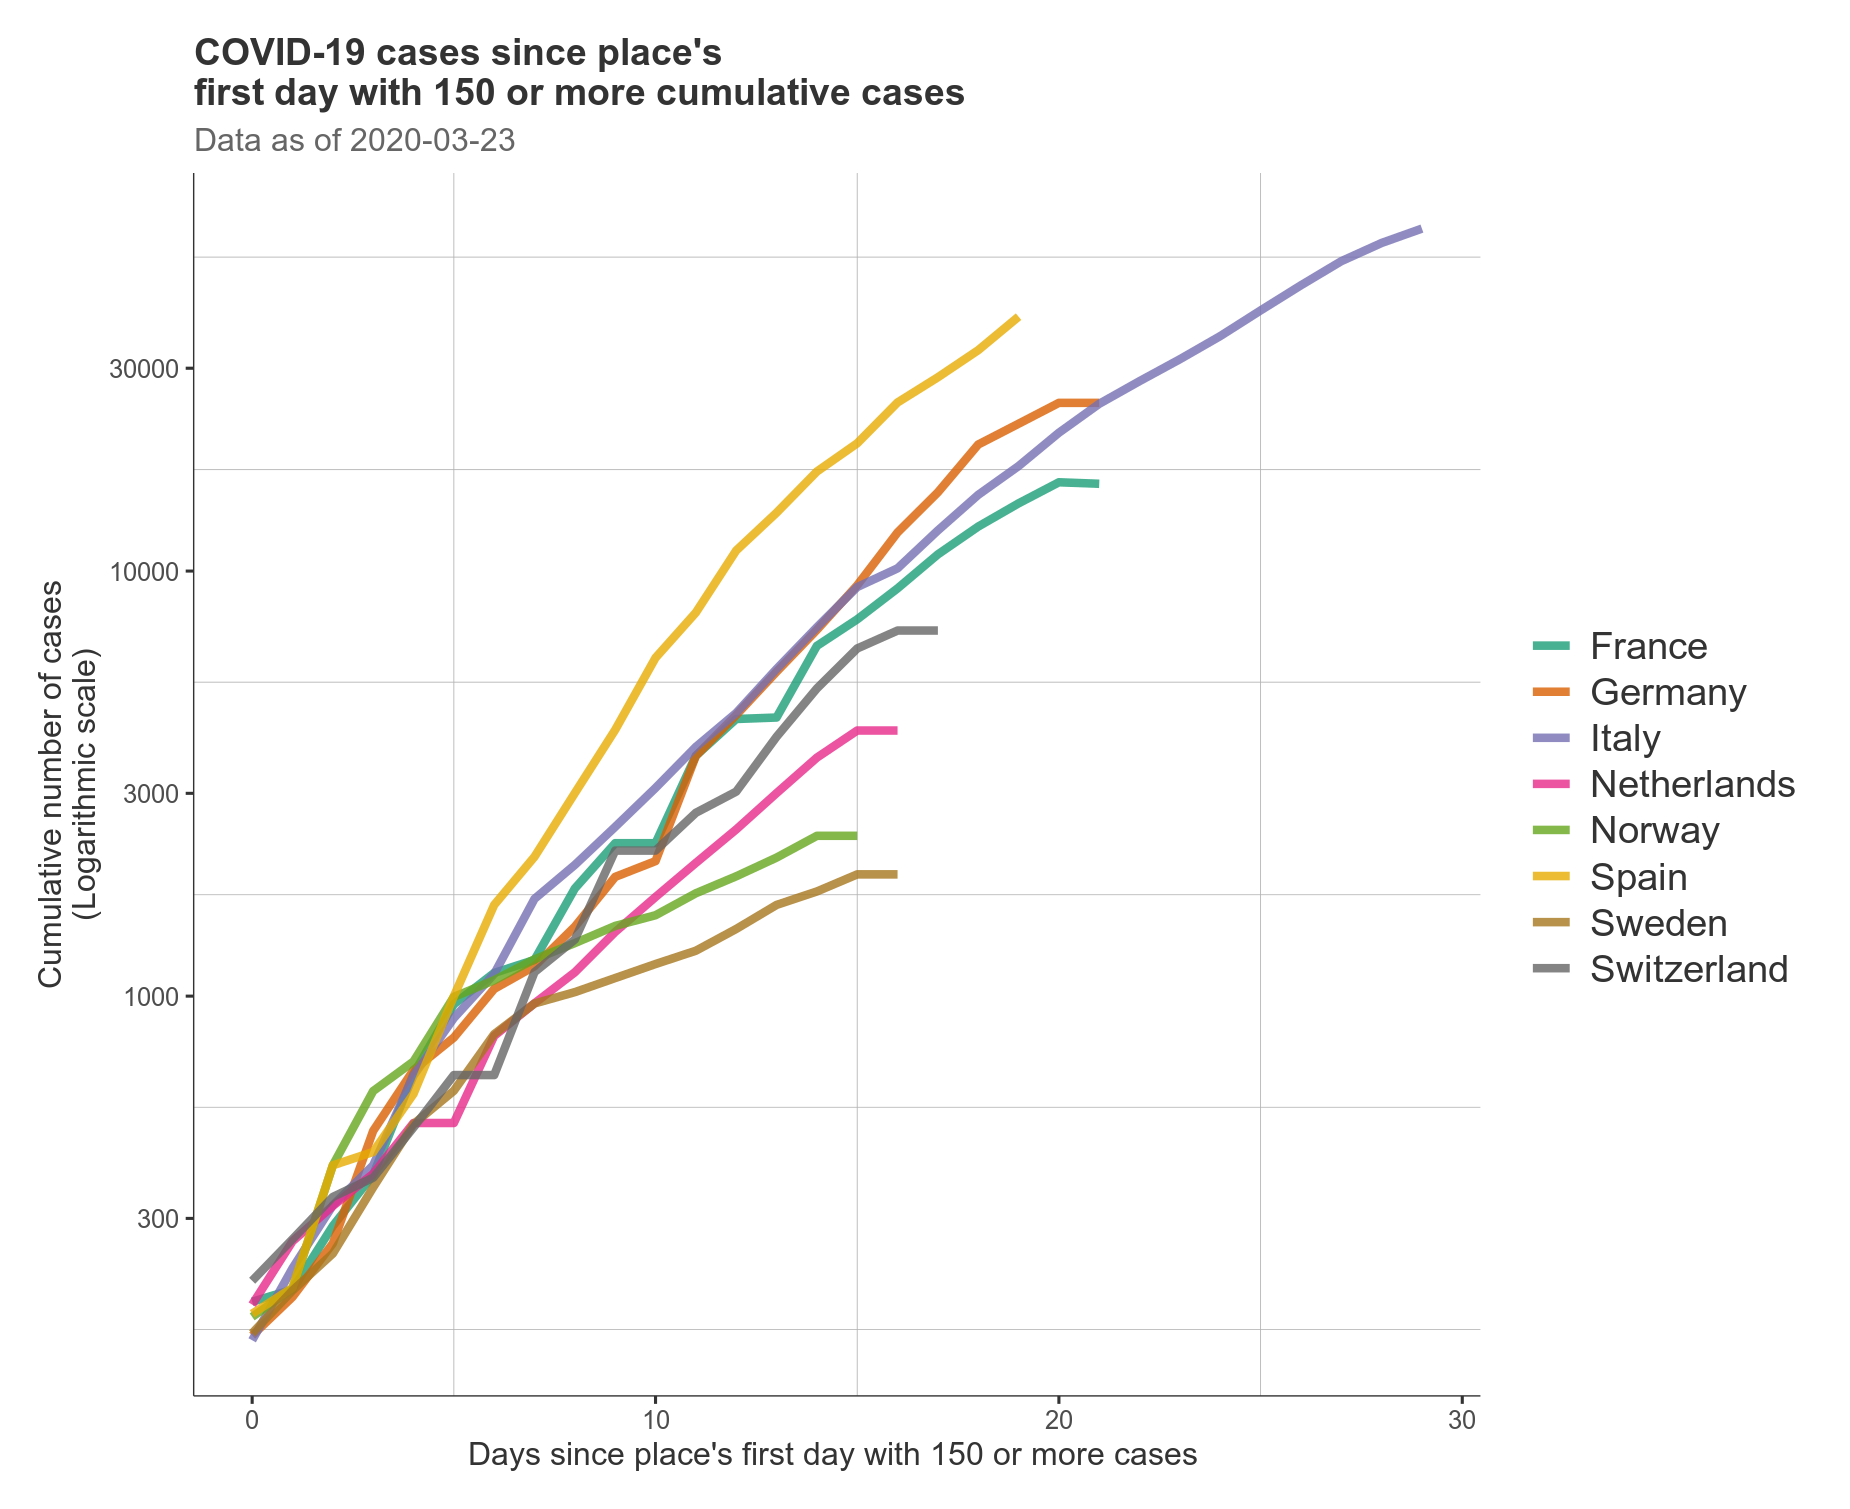 COVID-19 cases since place's
first day with 150 or more cumulative cases
Data as of 2020-03-23
Cumulative number of cases
(Logarithmic scale)
30000
10000
3000
1000
300
0
10
20
30
Days since place's first day with 150 or more cases
France
Germany
Italy
Netherlands
Norway
Spain
Sweden
Switzerland